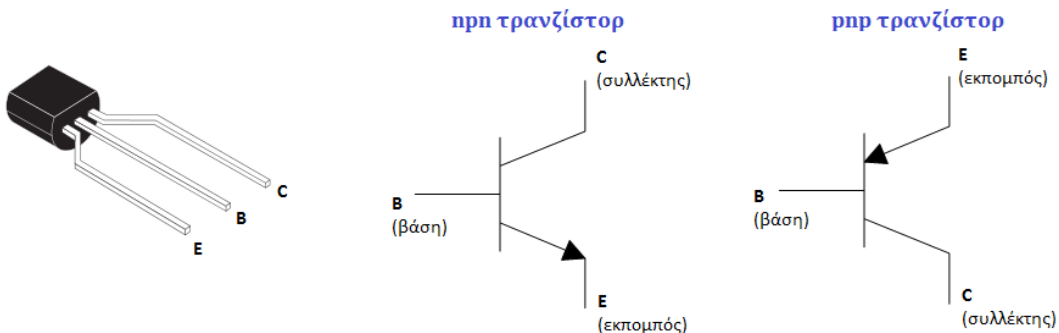 npn τρανζίστορ
C
(συλλέκτης)
B
(βάση)
E
(εκπομπός)
pnp τρανζίστορ
E
(εκπομπός)
B
(βάση)
C
(συλλέκτης)
C
B
E